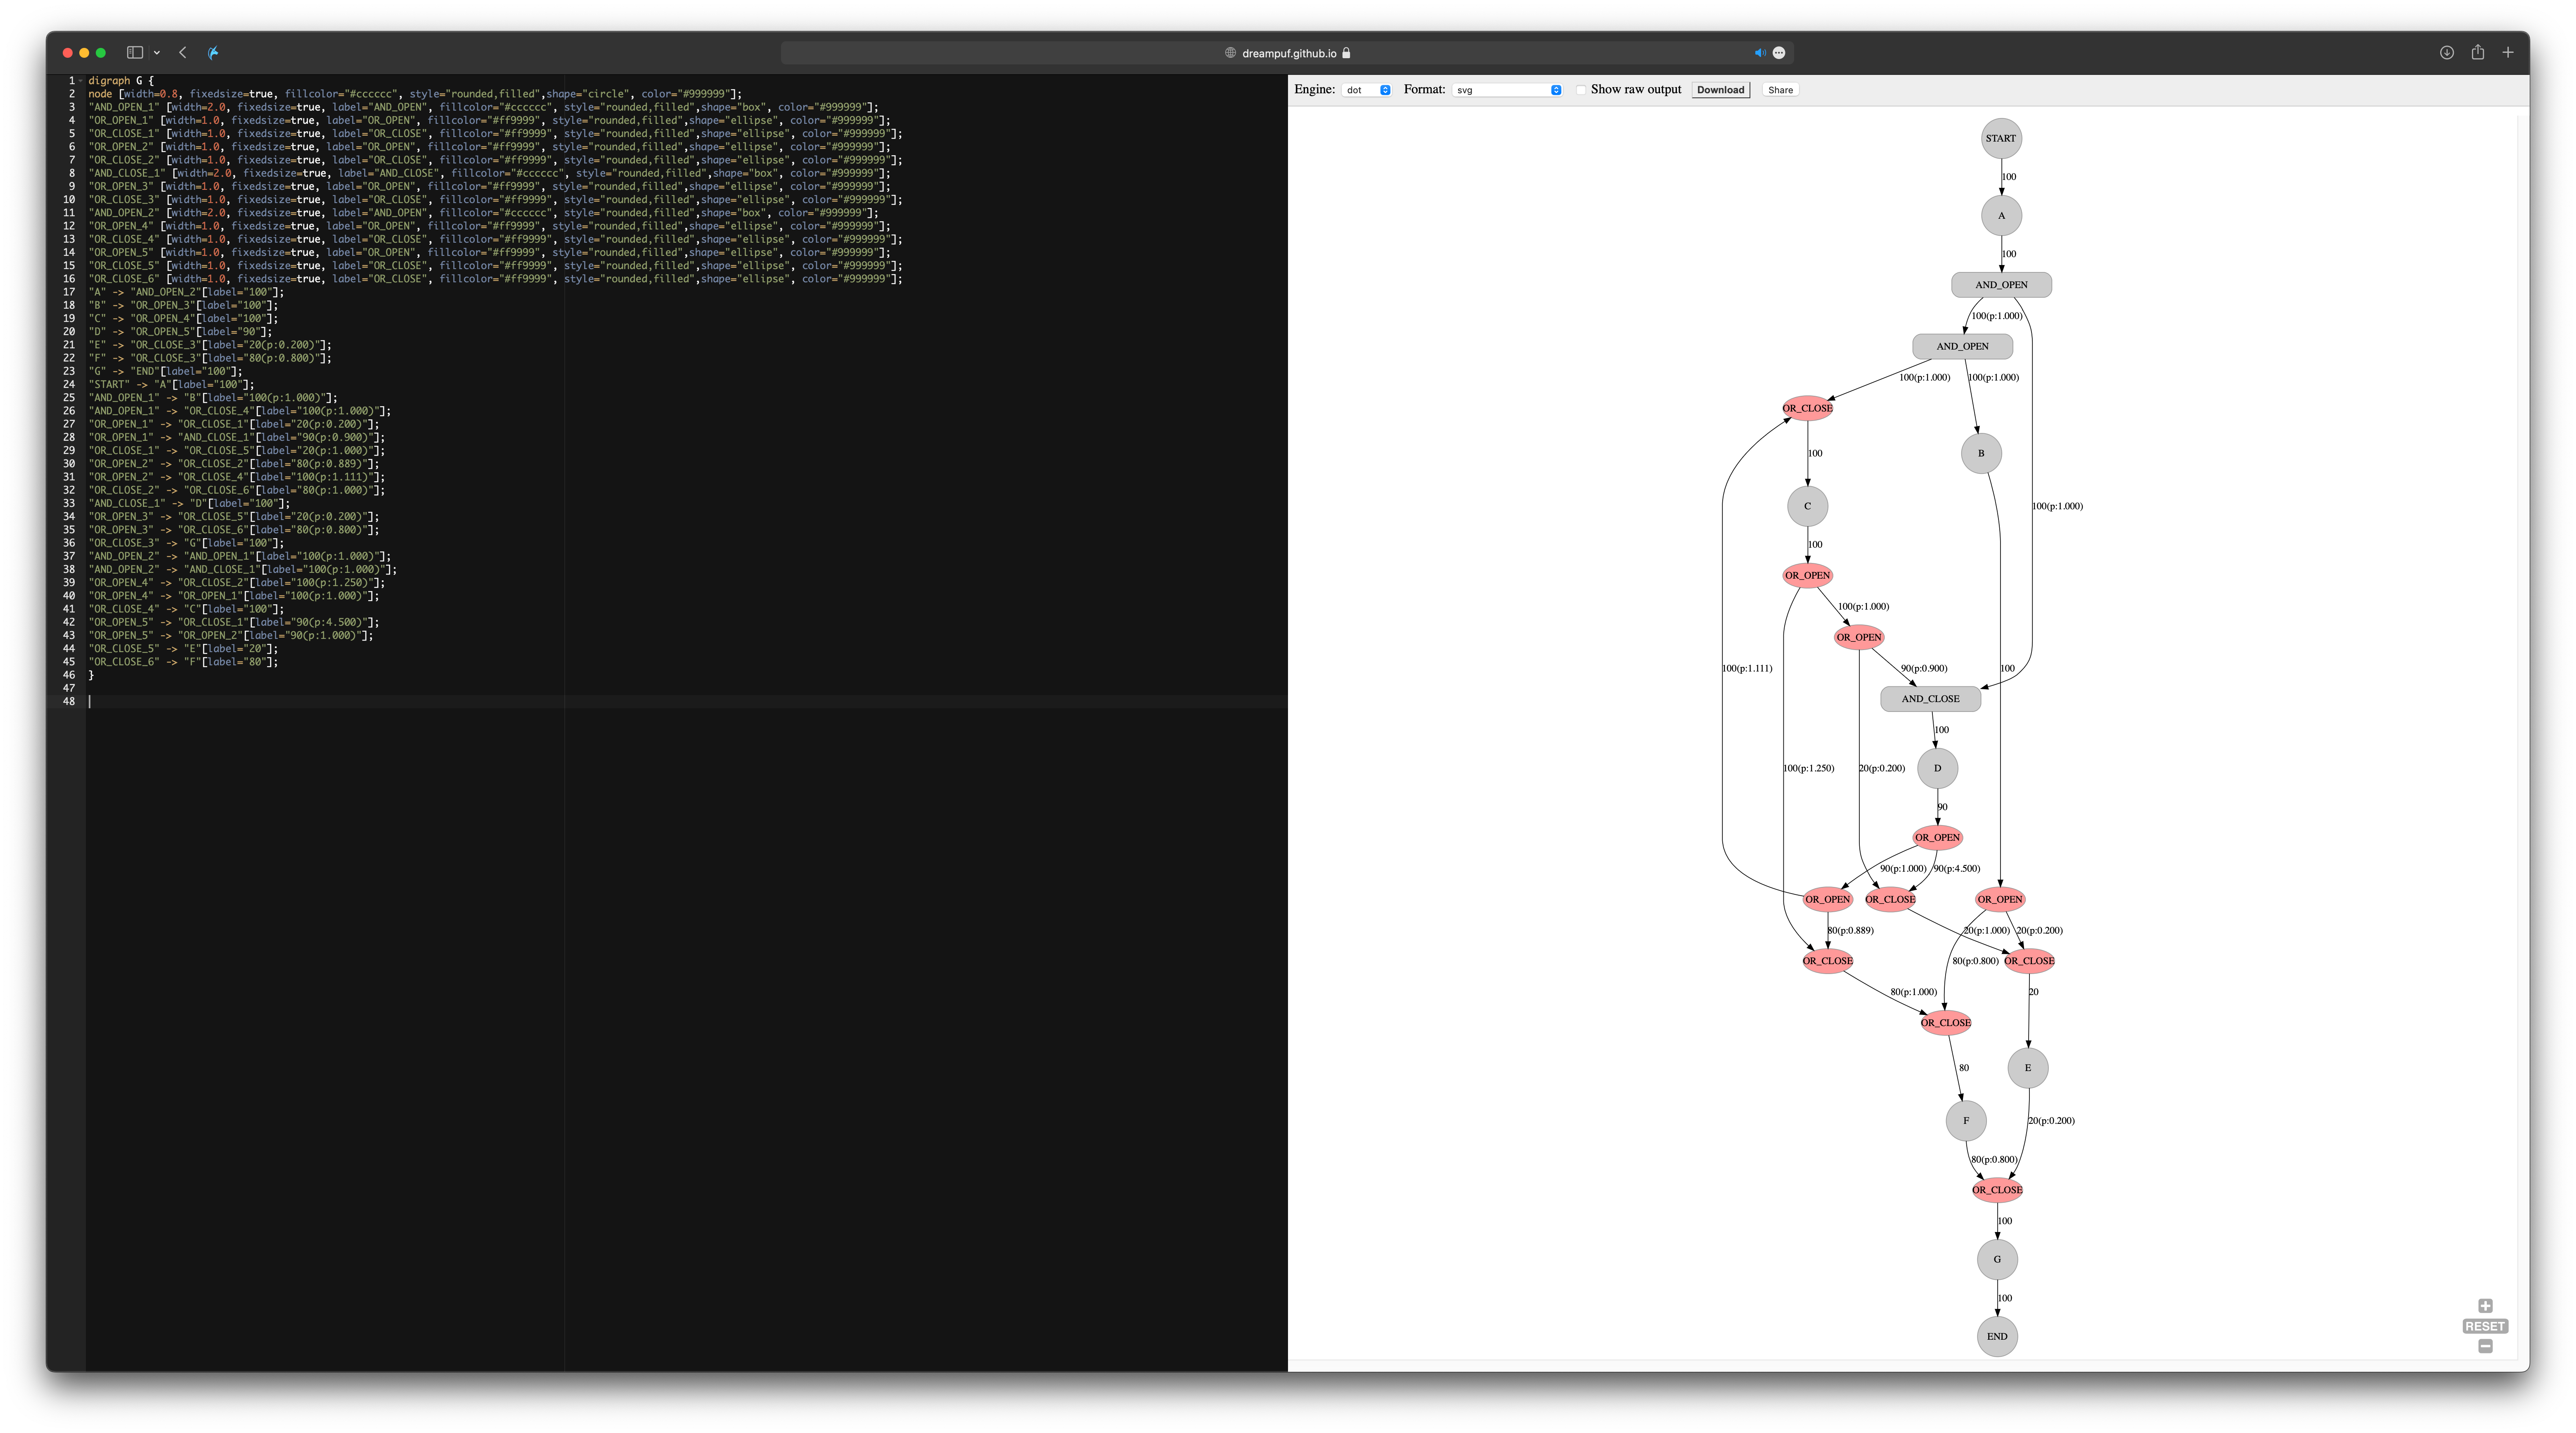 dreampuf.github.io
1 digraph G {
2 node [width=0.8, fixedsize=true, fillcolor="#cccccc", style="rounded,filled",shape="circle", color="#999999"];
3 "AND_OPEN_1" [width=2.0, fixedsize=true, label="AND_OPEN", fillcolor="#cccccc", style="rounded,filled",shape="box", color="#999999"];
4 "OR_OPEN_1" [width=1.0, fixedsize=true, label="OR_OPEN", fillcolor="#ff9999", style="rounded,filled",shape="ellipse", color="#999999"];
5 "OR_CLOSE_1" [width=1.0, fixedsize=true, label="OR_CLOSE", fillcolor="#ff9999", style="rounded,filled",shape="ellipse", color="#999999"];
6 "OR_OPEN_2" [width=1.0, fixedsize=true, label="OR_OPEN", fillcolor="#ff9999", style="rounded,filled",shape="ellipse", color="#999999"];
7 "OR_CLOSE_2" [width=1.0, fixedsize=true, label="OR_CLOSE", fillcolor="#ff9999", style="rounded,filled",shape="ellipse", color="#999999"];
8 "AND_CLOSE_1" [width=2.0, fixedsize=true, label="AND_CLOSE", fillcolor="#cccccc", style="rounded,filled",shape="box", color="#999999"];
9 "OR_OPEN_3" [width=1.0, fixedsize=true, label="OR_OPEN", fillcolor="#ff9999", style="rounded,filled",shape="ellipse", color="#999999"];
10 "OR_CLOSE_3" [width=1.0, fixedsize=true, label="OR_CLOSE", fillcolor="#ff9999", style="rounded,filled",shape="ellipse", color="#999999"];
11 "AND_OPEN_2" [width=2.0, fixedsize=true, label="AND_OPEN", fillcolor="#cccccc", style="rounded,filled",shape="box", color="#999999"];
12 "OR_OPEN_4" [width=1.0, fixedsize=true, label="OR_OPEN", fillcolor="#ff9999", style="rounded,filled",shape="ellipse", color="#999999"];
13 "OR_CLOSE_4" [width=1.0, fixedsize=true, label="OR_CLOSE", fillcolor="#ff9999", style="rounded,filled",shape="ellipse", color="#999999"];
14 "OR_OPEN_5" [width=1.0, fixedsize=true, label="OR_OPEN", fillcolor="#ff9999", style="rounded,filled",shape="ellipse", color="#999999"];
15 "OR_CLOSE_5" [width=1.0, fixedsize=true, label="OR_CLOSE", fillcolor="#ff9999", style="rounded,filled",shape="ellipse", color="#999999"];
16 "OR_CLOSE_6" [width=1.0, fixedsize=true, label="OR_CLOSE", fillcolor="#ff9999", style="rounded,filled",shape="ellipse", color="#999999"];
17 "A" -> "AND_OPEN_2"[label="100"];
18 "B" -> "OR_OPEN_3"[label="100"];
19 "C" -> "OR_OPEN_4"[label="100"];
20 "D" -> "OR_OPEN_5"[label="90"];
21 "E" -> "OR_CLOSE_3"[label="20(p:0.200)"];
22 "F" -> "OR_CLOSE_3"[label="80(p:0.800)"];
23 "G" -> "END"[label="100"];
24 "START" -> "A"[label="100"];
25 "AND_OPEN_1" -> "B"[label="100(p:1.000)"];
26 "AND_OPEN_1" -> "OR_CLOSE_4"[label="100(p:1.000)"];
27 "OR_OPEN_1" -> "OR_CLOSE_1"[label="20(p:0.200)"];
28 "OR_OPEN_1" -> "AND_CLOSE_1"[label="90(p:0.900)"];
29 "OR_CLOSE_1" -> "OR_CLOSE_5"[label="20(p:1.000)"];
30 "OR_OPEN_2" -> "OR_CLOSE_2"[label="80(p:0.889)"];
31 "OR_OPEN_2" -> "OR_CLOSE_4"[label="100(p:1.111)"];
32 "OR_CLOSE_2" -> "OR_CLOSE_6"[label="80(p:1.000)"];
33 "AND_CLOSE_1" -> "D"[label="100"];
34 "OR_OPEN_3" -> "OR_CLOSE_5"[label="20(p:0.200)"];
35 "OR_OPEN_3" -> "OR_CLOSE_6"[label="80(p:0.800)"];
36 "OR_CLOSE_3" -> "G"[label="100"];
37 "AND_OPEN_2" -> "AND_OPEN_1"[label="100(p:1.000)"];
38 "AND_OPEN_2" -> "AND_CLOSE_1"[label="100(p:1.000)"];
39 "OR_OPEN_4" -> "OR_CLOSE_2"[label="100(p:1.250)"];
40 "OR_OPEN_4" -> "OR_OPEN_1"[label="100(p:1.000)"];
41 "OR_CLOSE_4" -> "C"[label="100"];
42 "OR_OPEN_5" -> "OR_CLOSE_1"[label="90(p:4.500)"];
43 "OR_OPEN_5" -> "OR_OPEN_2"[label="90(p:1.000)"];
44 "OR_CLOSE_5" -> "E"[label="20"];
45 "OR_CLOSE_6" -> "F"[label="80"];
46 }
47
48
Engine: dot Format: svg Show raw output Download Share
START
100
A
100
AND_OPEN
100(p:1.000)
AND_OPEN
100(p:1.000) 100(p:1.000)
OR_CLOSE
100 B
C 100(p:1.000)
100
OR_OPEN
100(p:1.000)
OR_OPEN
100(p:1.111) 90(p:0.900) 100
AND_CLOSE
100
100(p:1.250) 20(p:0.200) D
90
OR_OPEN
90(p:1.000) 90(p:4.500)
OR_OPEN OR_CLOSE OR_OPEN
80(p:0.889) 20(p:1.000) 20(p:0.200)
OR_CLOSE 80(p:0.800) OR_CLOSE
80(p:1.000) 20
OR_CLOSE
80 E
F 20(p:0.200)
80(p:0.800)
OR_CLOSE
100
G
100
END
RESET